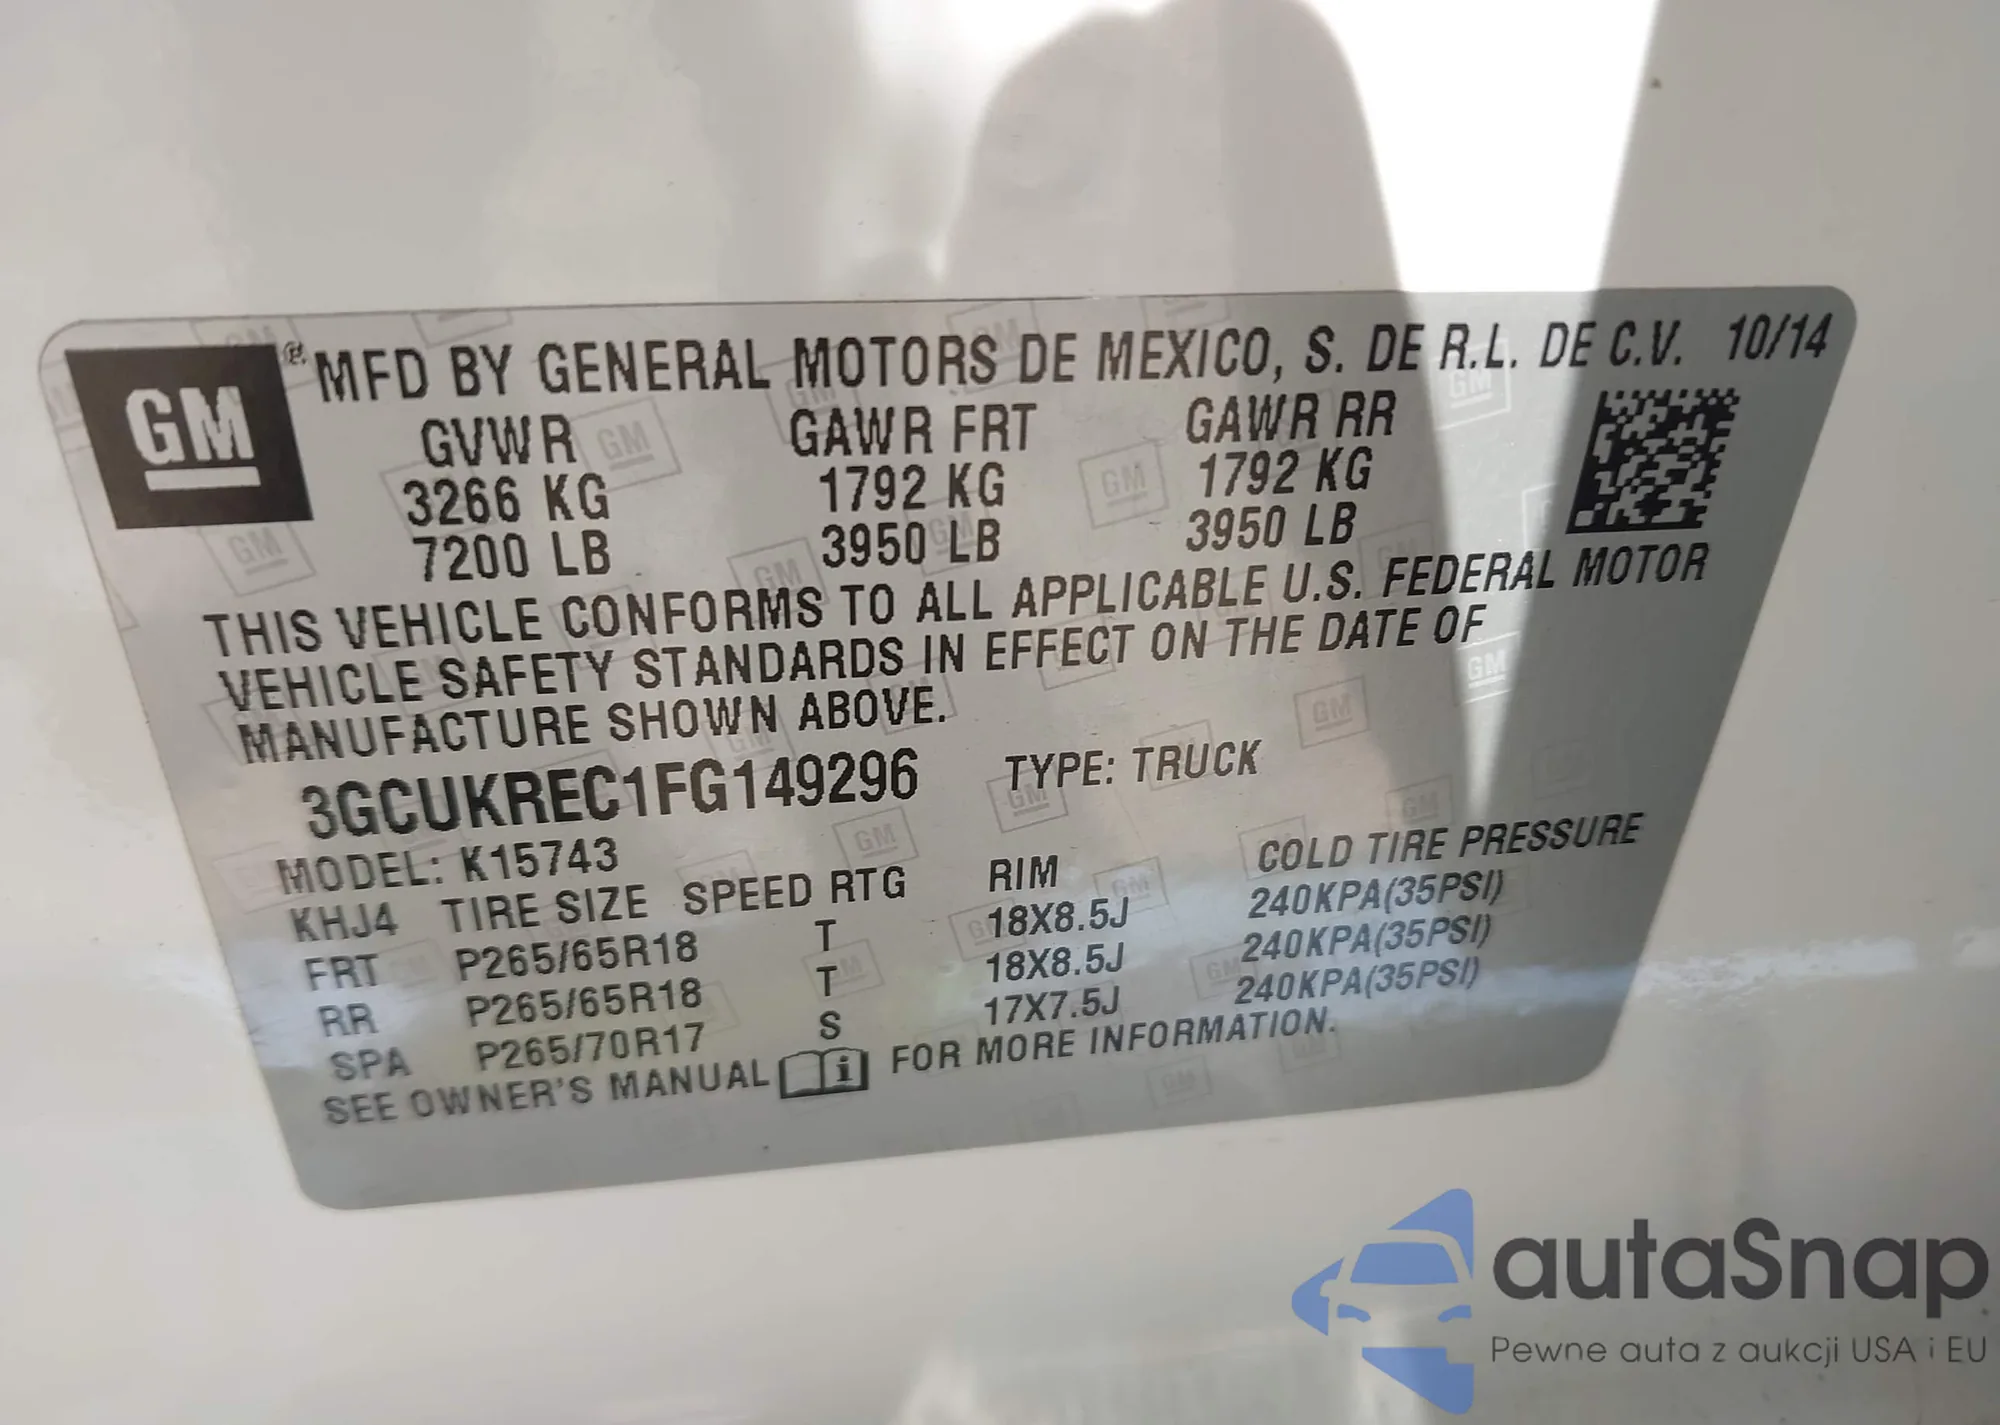 GM ® MFD BY GENERAL MOTORS DE MEXICO, S. DE R.L. DE C.V. 10/14
GVWR GAWR FRT GAWR RR
3266 KG 1792 KG 1792 KG
7200 LB 3950 LB 3950 LB
THIS VEHICLE CONFORMS TO ALL APPLICABLE U.S. FEDERAL MOTOR
VEHICLE SAFETY STANDARDS IN EFFECT ON THE DATE OF
MANUFACTURE SHOWN ABOVE.
3GCUKREC1FG149296 TYPE: TRUCK
MODEL: K15743
KHJ4 TIRE SIZE SPEED RTG RIM COLD TIRE PRESSURE
FRT P265/65R18 T 18X8.5J 240KPA(35PSI)
RR P265/65R18 T 18X8.5J 240KPA(35PSI)
SPA P265/70R17 S 17X7.5J 240KPA(35PSI)
SEE OWNER'S MANUAL i FOR MORE INFORMATION.
autaSnap
Pewne auta z aukcji USA i EU